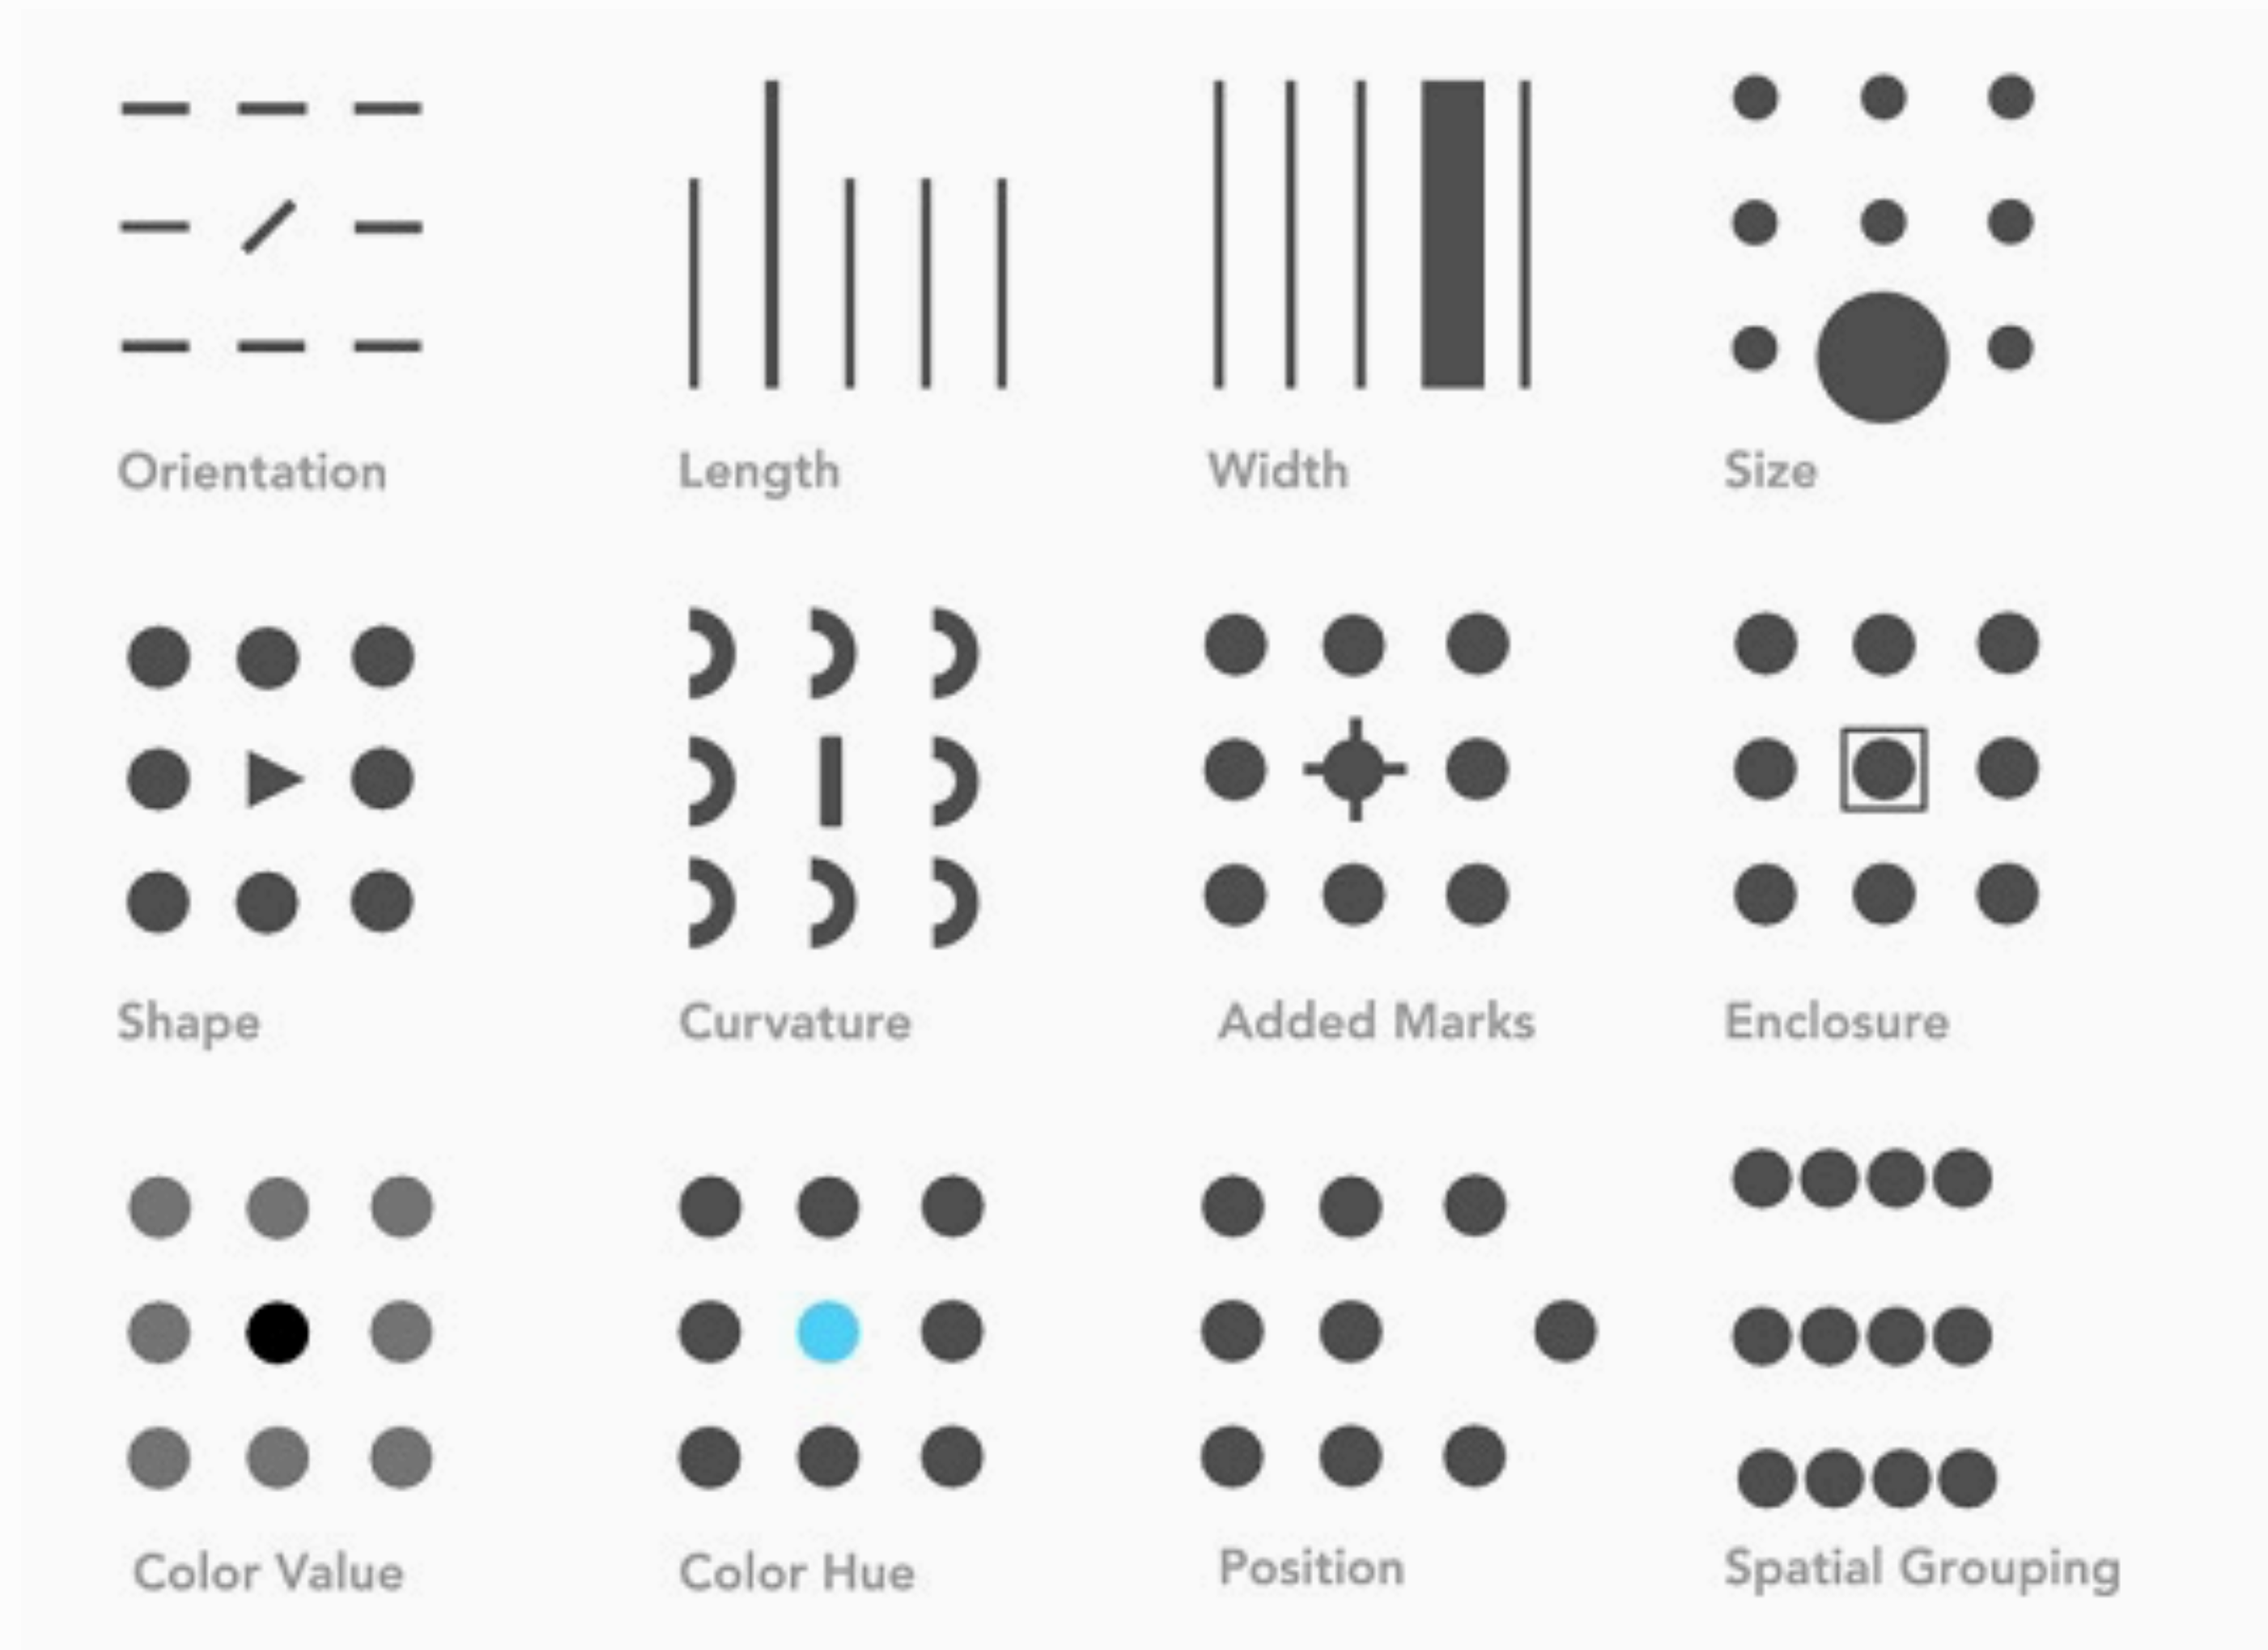 Orientation
Length
Width
Size
Shape
Curvature
Added Marks
Enclosure
Color Value
Color Hue
Position
Spatial Grouping